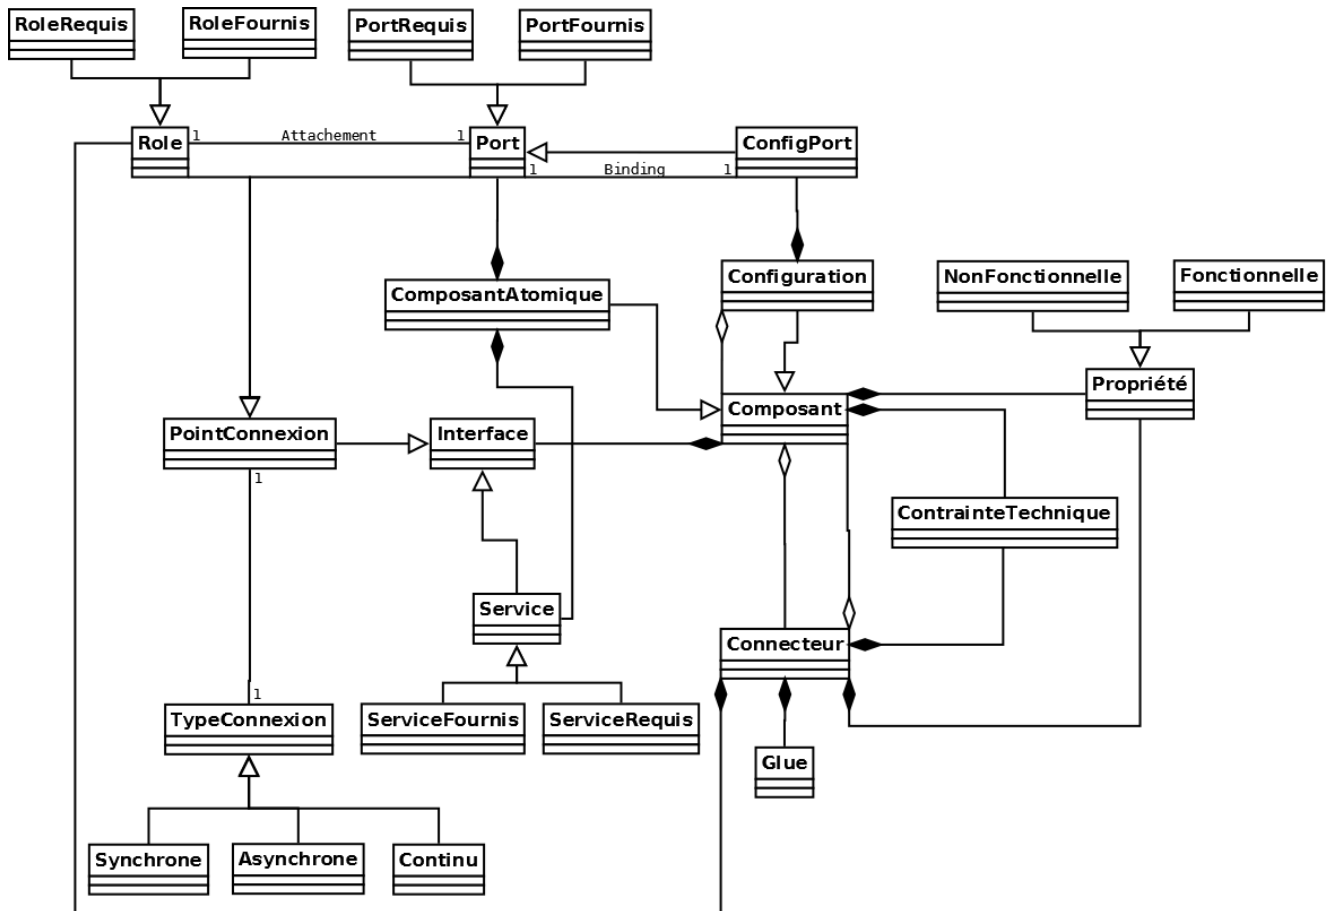 RoleRequis
RoleFournis
PortRequis
PortFournis
Role
1
Attachement
1
Port
ConfigPort
1
Binding
1
ComposantAtomique
Configuration
NonFonctionnelle
Fonctionnelle
Propriété
Composant
PointConnexion
Interface
1
ContrainteTechnique
Service
Connecteur
1
TypeConnexion
ServiceFournis
ServiceRequis
Glue
Synchrone
Asynchrone
Continu